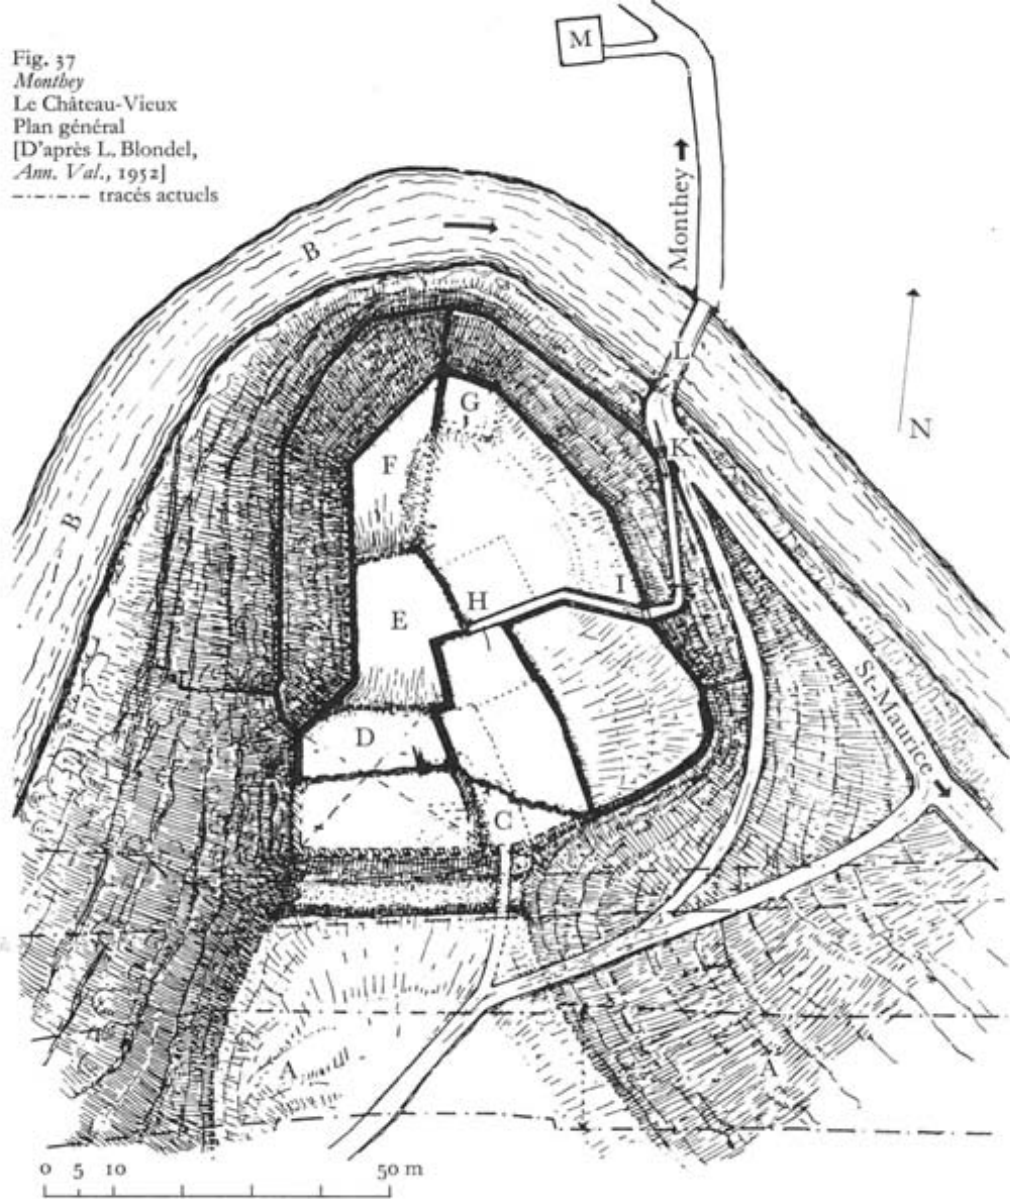 Fig. 37
Monthey
Le Château-Vieux
Plan général
[D'après L. Blondel,
Ann. Val., 1952]
tracés actuels
M
Monthey
B
L
N
G
K
F
B
H
I
E
St-Maurice
D
C
A
A
0 5 10 50 m